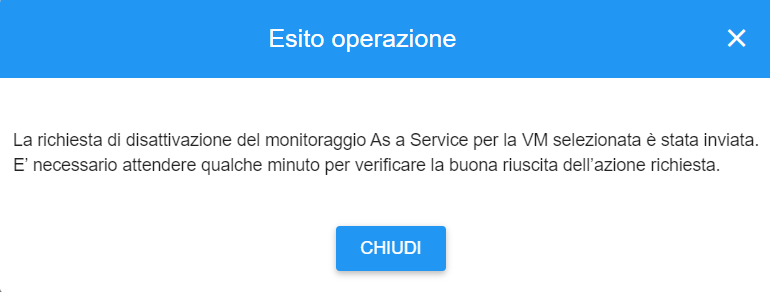 Esito operazione
La richiesta di disattivazione del monitoraggio As a Service per la VM selezionata è stata inviata.
E’ necessario attendere qualche minuto per verificare la buona riuscita dell’azione richiesta.
CHIUDI